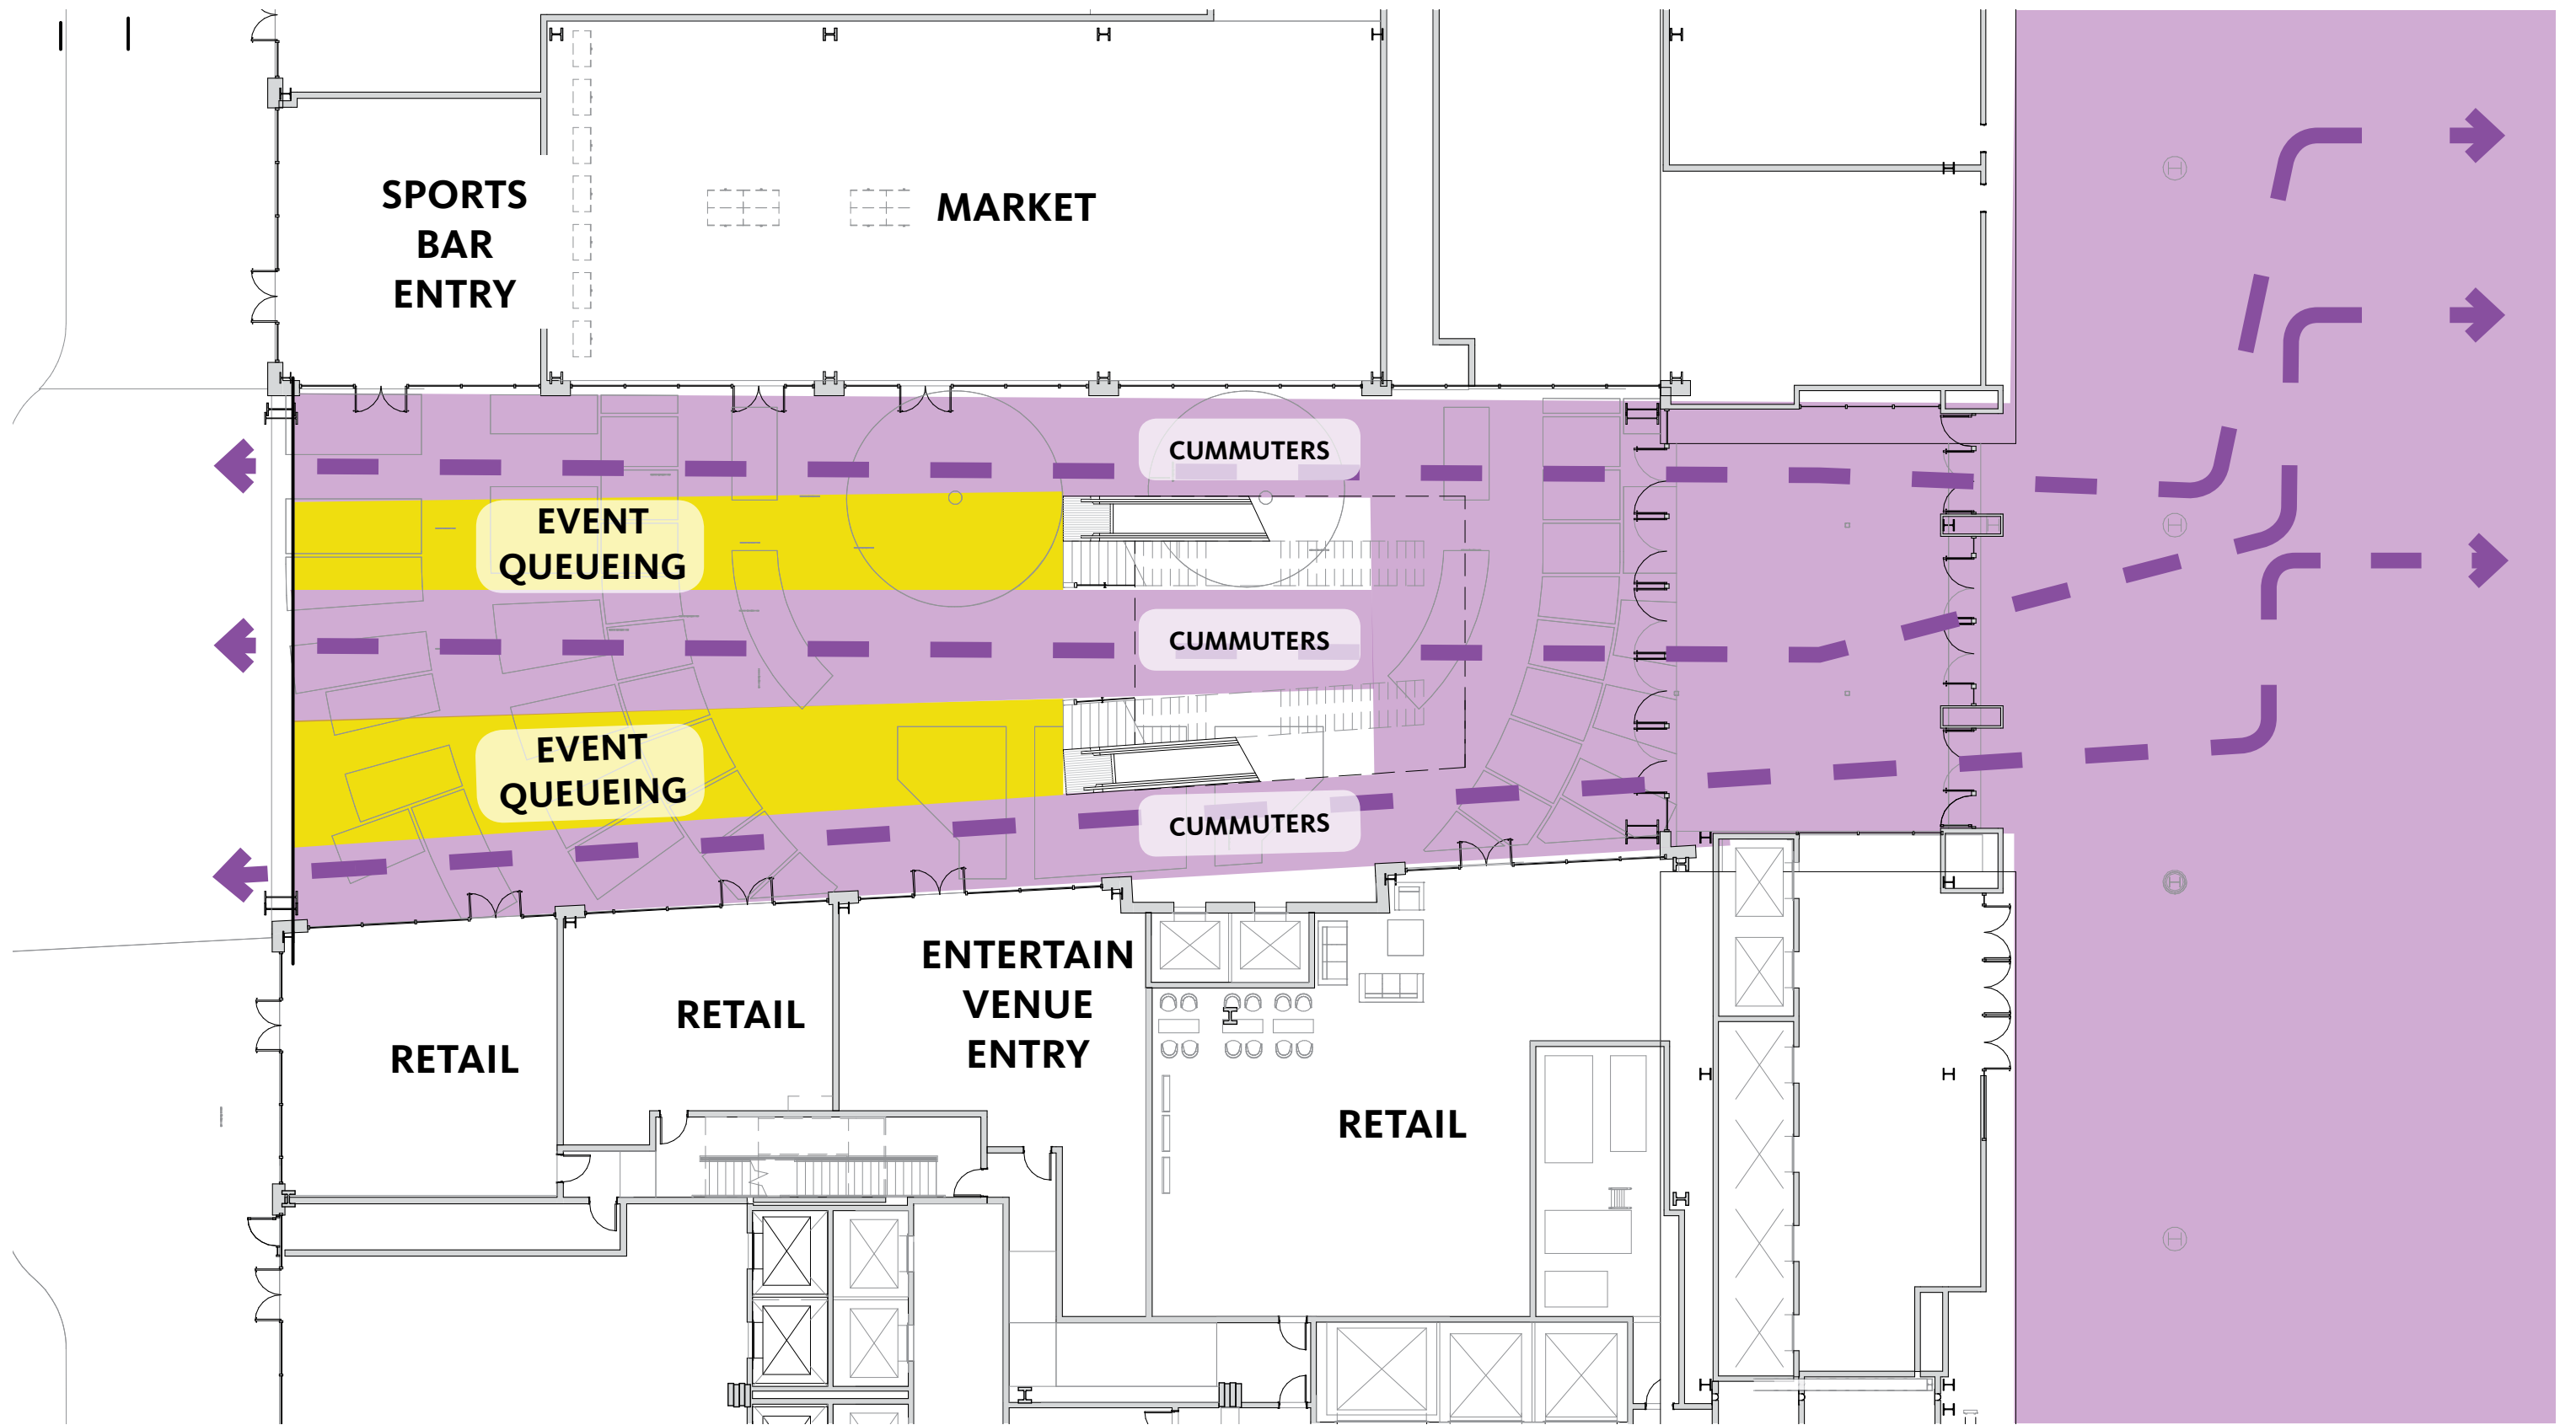 SPORTS
BAR
ENTRY
MARKET
CUMMUTERS
EVENT
QUEUEING
CUMMUTERS
EVENT
QUEUEING
CUMMUTERS
RETAIL
RETAIL
ENTERTAIN
VENUE
ENTRY
RETAIL